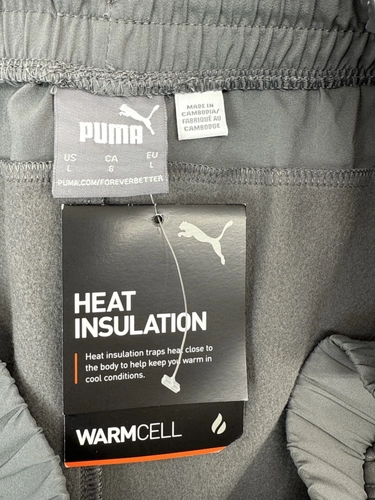 PUMA
US CA EU
L G L
PUMA.COM/FOREVERBETTER
MADE IN
CAMBODIA/
FABRIQUÉ AU
CAMBODGE
HEAT
INSULATION
Heat insulation traps heat close to
the body to help keep you warm in
cool conditions.
WARMCELL